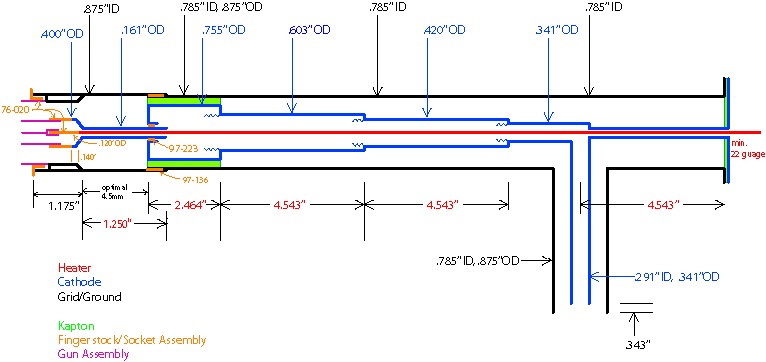 .875"ID
.785"ID, .875"OD
.785"ID
.785"ID
.400"OD
.161"OD
.755"OD
.603"OD
.420"OD
.341"OD
76-020
.120"OD
.140"
97-223
97-136
min.
22 guage
optimal
4.5mm
1.175"
1.250"
2.464"
4.543"
4.543"
4.543"
.785"ID, .875"OD
.291"ID, .341"OD
.343"
Heater
Cathode
Grid/Ground
Kapton
Finger stock/Socket Assembly
Gun Assembly